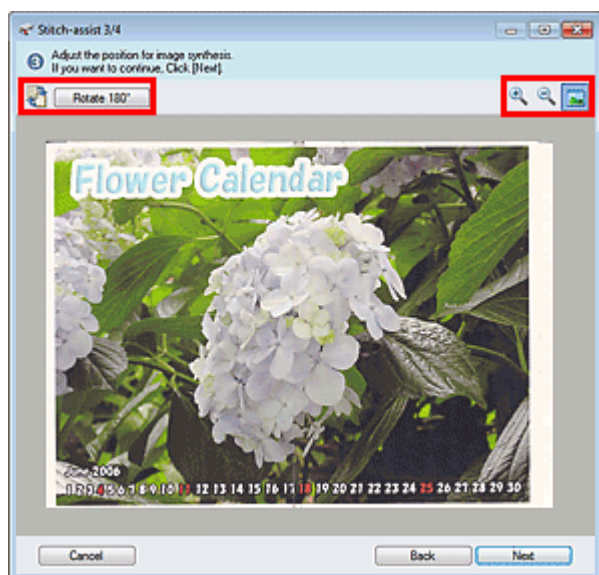 Stitch-assist 3/4
3 Adjust the position for image synthesis.
If you want to continue, Click [Next].
Rotate 180°
Flower Calendar
June 2006
1 2 3 4 5 6 7 8 9 10 11 12 13 14 15 16 17 18 19 20 21 22 23 24 25 26 27 28 29 30
Cancel
Back
Next